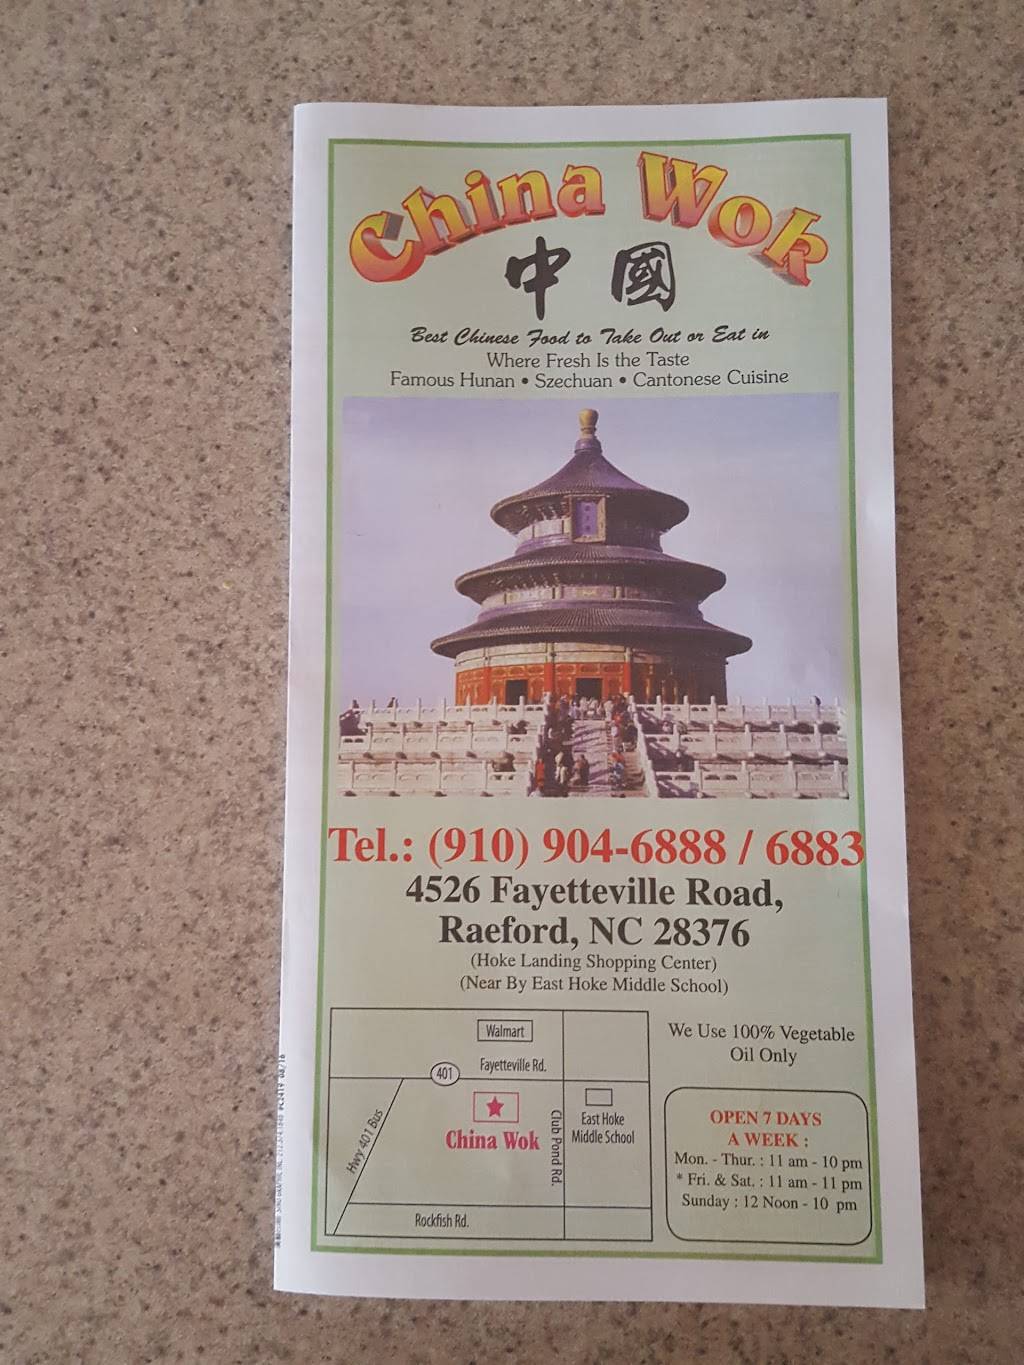 China Wok
中國
Best Chinese Food to Take Out or Eat in
Where Fresh Is the Taste
Famous Hunan • Szechuan • Cantonese Cuisine
Tel.: (910) 904-6888 / 6883
4526 Fayetteville Road,
Raeford, NC 28376
(Hoke Landing Shopping Center)
(Near By East Hoke Middle School)
Walmart
Fayetteville Rd.
401
China Wok
Hwy 401 Bus
Club Pond Rd.
East Hoke
Middle School
Rockfish Rd.
We Use 100% Vegetable
Oil Only
OPEN 7 DAYS
A WEEK :
Mon. - Thur. : 11 am - 10 pm
* Fri. & Sat. : 11 am - 11 pm
Sunday : 12 Noon - 10 pm